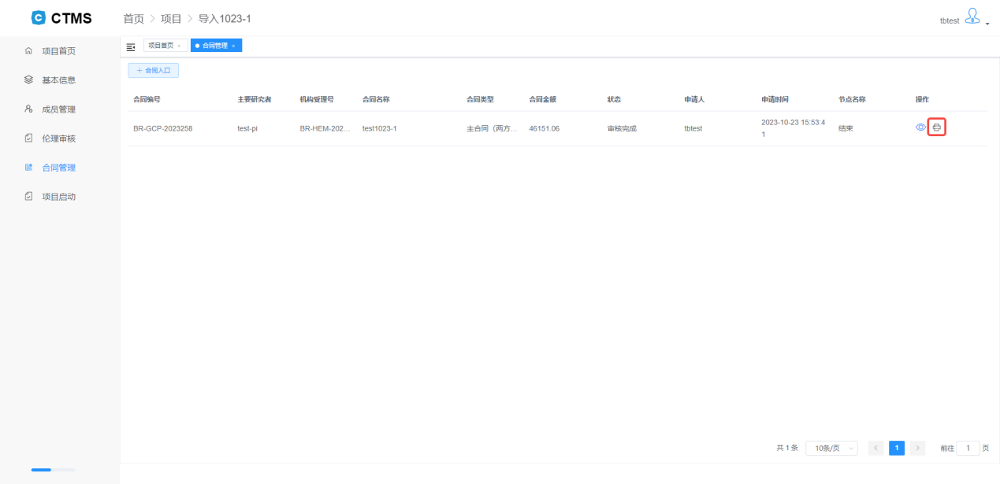 CTMS
首页 > 项目 > 导入1023-1
tbtest
项目首页
基本信息
成员管理
伦理审核
合同管理
项目启动
项目首页 ×
合同管理 ×
+ 合同入口
合同编号 主要研究者 机构受理号 合同名称 合同类型 合同金额 状态 申请人 申请时间 节点名称 操作
BR-GCP-2023258 test-pi BR-HEM-202... test1023-1 主合同（两方... 46151.06 审核完成 tbtest 2023-10-23 15:53:4 结束
1
共 1 条 10条/页 < 1 > 前往 1 页